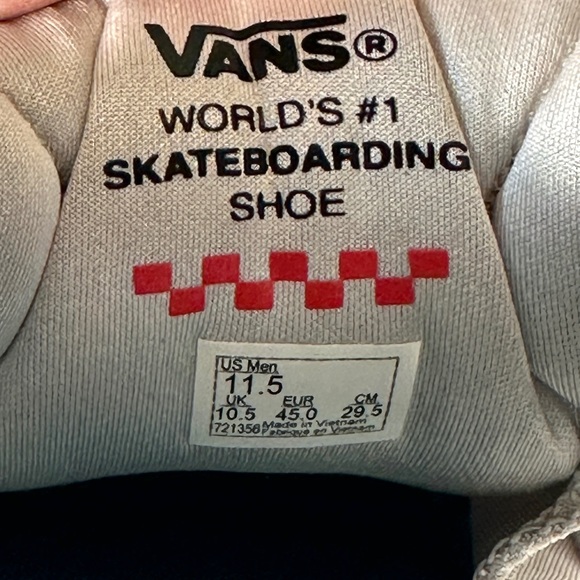 VANS®
WORLD'S #1
SKATEBOARDING
SHOE
US Men
11.5
UK EUR CM
10.5 45.0 29.5
721356 Made in Vietnam
Fabriqué en Vietnam